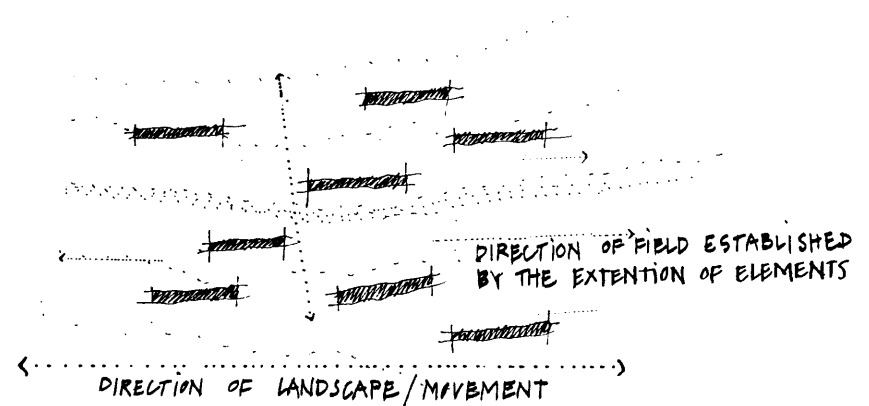 DIRECTION OF FIELD ESTABLISHED
BY THE EXTENTION OF ELEMENTS
DIRECTION OF LANDSCAPE/MOVEMENT